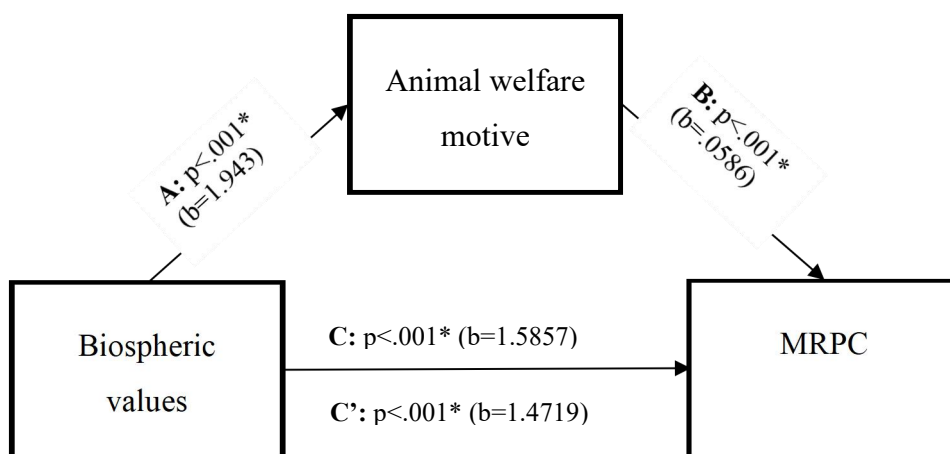 Animal welfare
motive
A: p<.001*
(b=1.943)
B: p<.001*
(b=.0586)
Biospheric
values
C: p<.001* (b=1.5857)
C’: p<.001* (b=1.4719)
MRPC